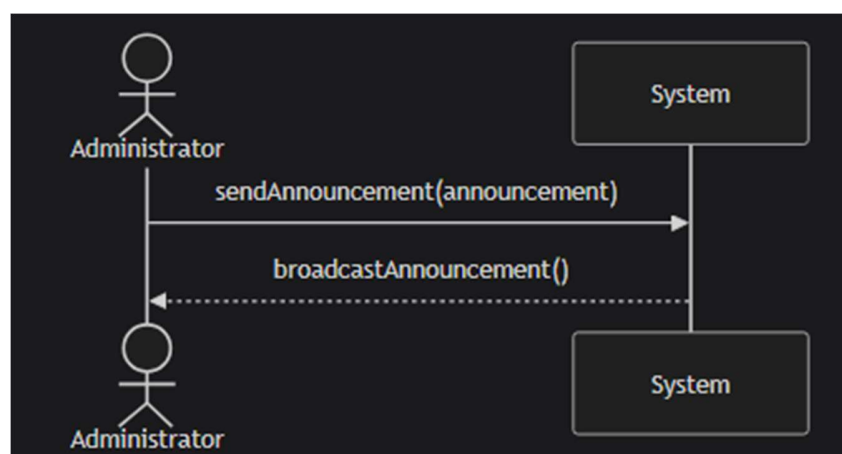 System
Administrator
sendAnnouncement(announcement)
broadcastAnnouncement()
System
Administrator